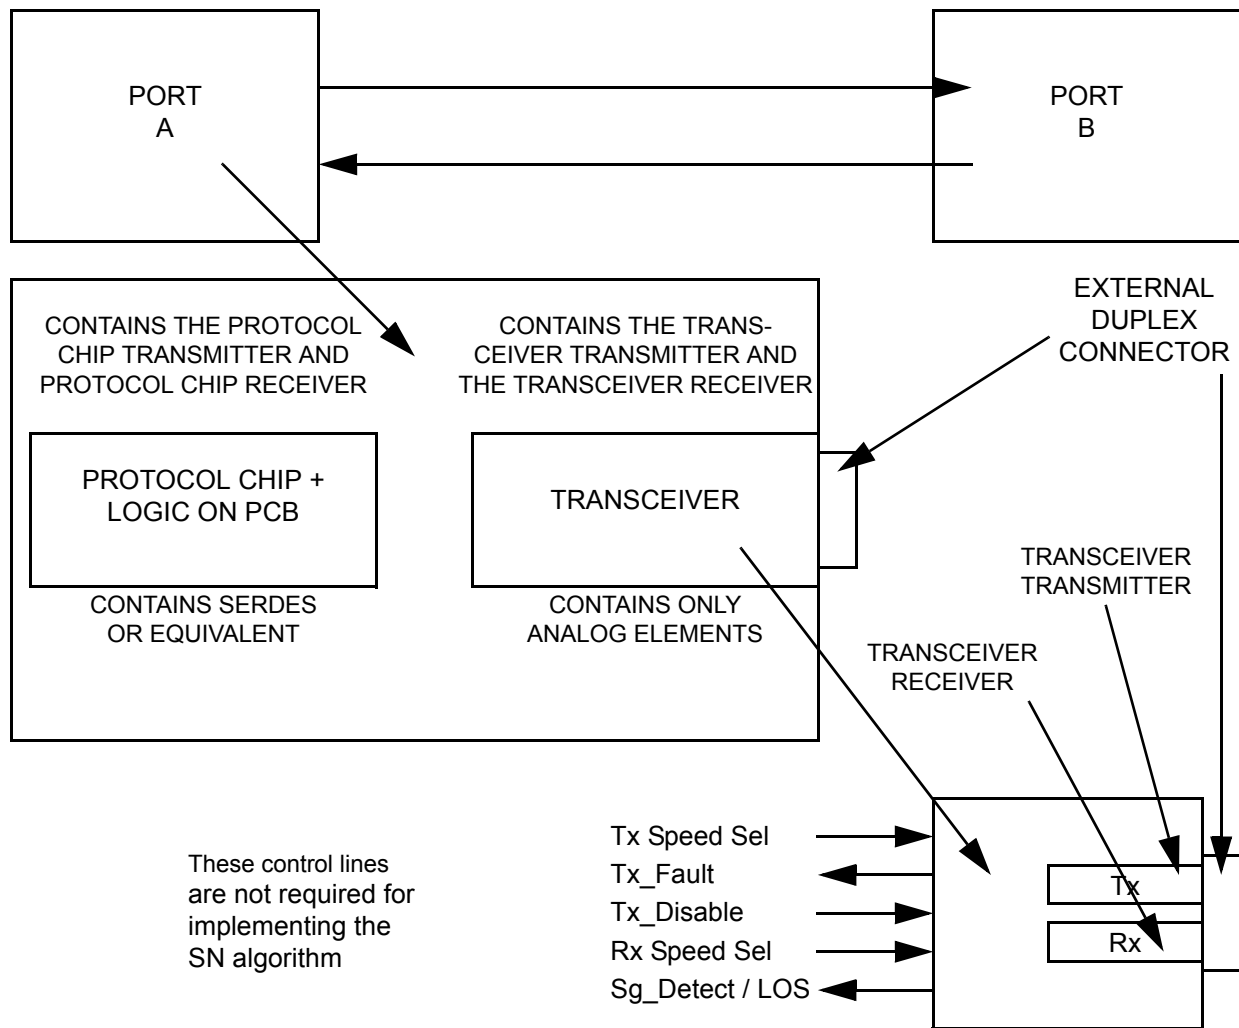 PORT
A
PORT
B
EXTERNAL
DUPLEX
CONNECTOR
CONTAINS THE PROTOCOL
CHIP TRANSMITTER AND
PROTOCOL CHIP RECEIVER
CONTAINS THE TRANS-
CEIVER TRANSMITTER AND
THE TRANSCEIVER RECEIVER
PROTOCOL CHIP +
LOGIC ON PCB
TRANSCEIVER
CONTAINS SERDES
OR EQUIVALENT
CONTAINS ONLY
ANALOG ELEMENTS
TRANSCEIVER
TRANSMITTER
TRANSCEIVER
RECEIVER
These control lines
are not required for
implementing the
SN algorithm
Tx Speed Sel
Tx_Fault
Tx_Disable
Rx Speed Sel
Sg_Detect / LOS
Tx
Rx